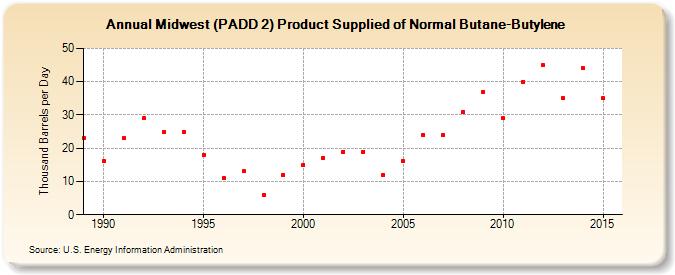 Annual Midwest (PADD 2) Product Supplied of Normal Butane-Butylene
Thousand Barrels per Day
50
40
30
20
10
0
1990 1995 2000 2005 2010 2015
Source: U.S. Energy Information Administration